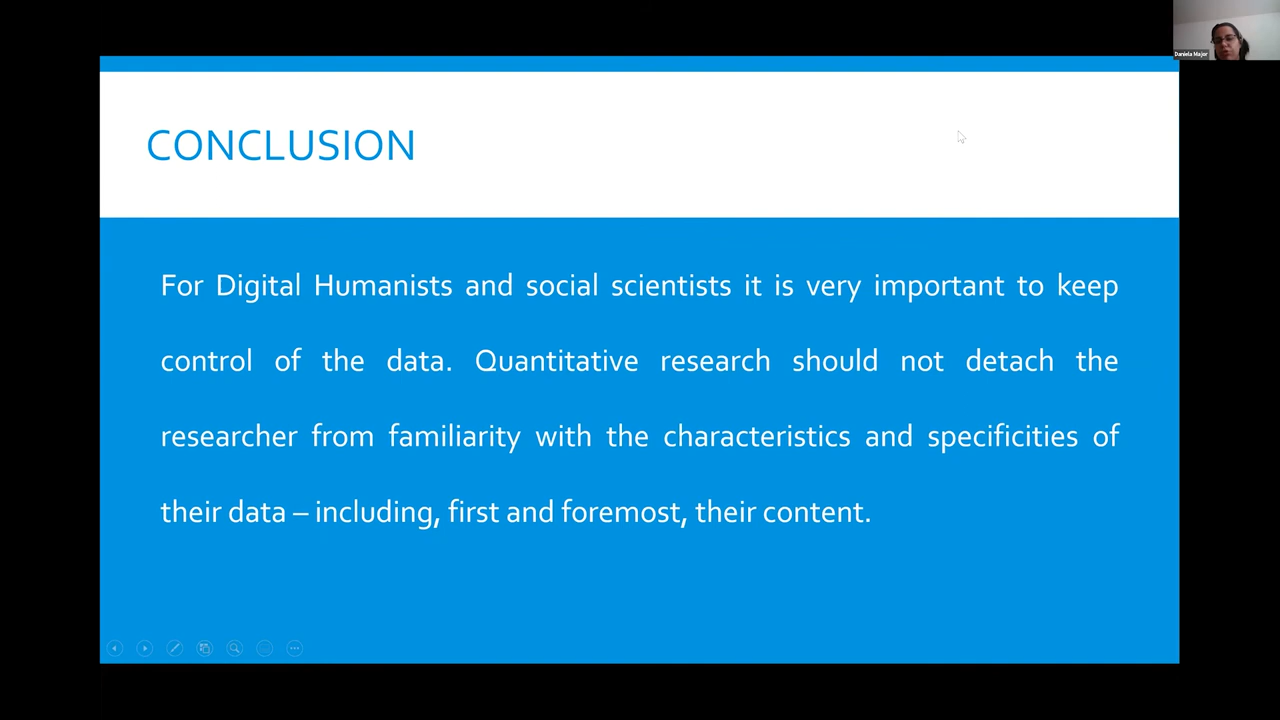 Daniela Major
CONCLUSION
For Digital Humanists and social scientists it is very important to keep
control of the data. Quantitative research should not detach the
researcher from familiarity with the characteristics and specificities of
their data – including, first and foremost, their content.